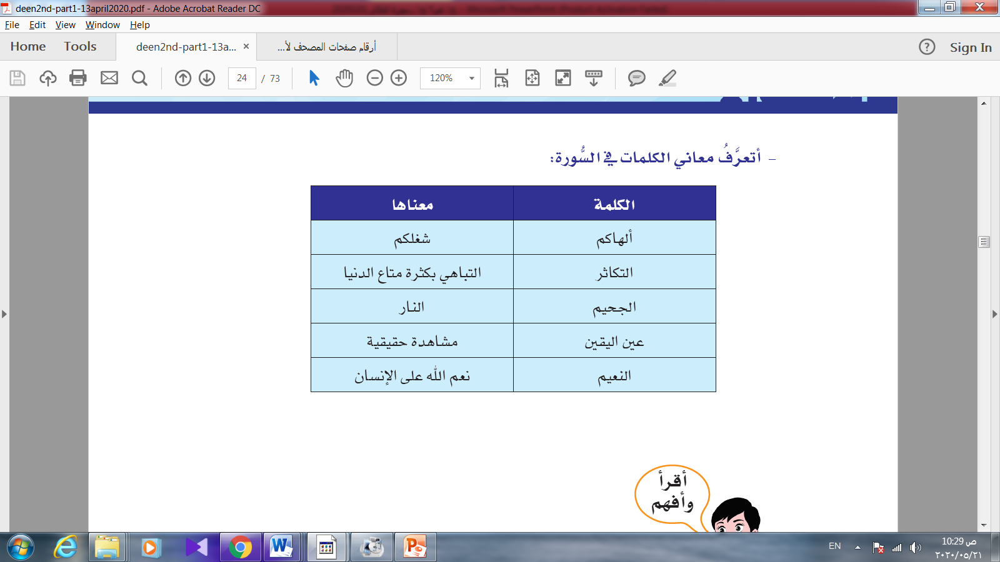 deen2nd-part1-13april2020.pdf - Adobe Acrobat Reader DC
File Edit View Window Help
Home Tools deen2nd-part1-13a... × أرقام صفحات المصحف لأ... ? Sign In
24 / 73 120%
– أتعرَّفُ معاني الكلمات في السُّورة:
الكلمة معناها
ألهاكم شغلكم
التكاثر التباهي بكثرة متاع الدنيا
الجحيم النار
عين اليقين مشاهدة حقيقية
النعيم نعم الله على الإنسان
أقرأ
وأفهم
EN
10:29 ص
٢٠٢٠/٠٥/٢١